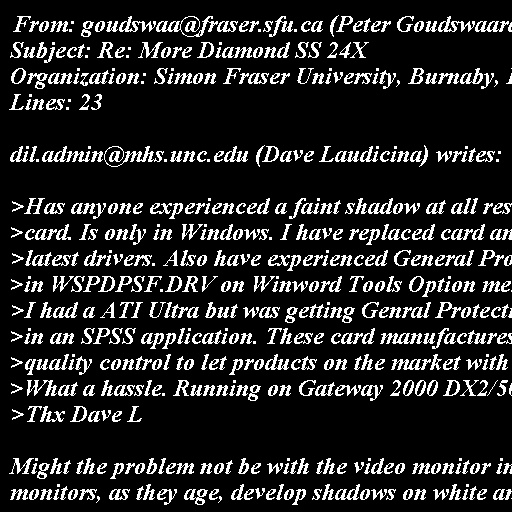 From: goudswaa@fraser.sfu.ca (Peter Goudswaard
Subject: Re: More Diamond SS 24X
Organization: Simon Fraser University, Burnaby,
Lines: 23
dil.admin@mhs.unc.edu (Dave Laudicina) writes:
>Has anyone experienced a faint shadow at all res
>card. Is only in Windows. I have replaced card an
>latest drivers. Also have experienced General Pro
>in WSPDPSF.DRV on Winword Tools Option me
>I had a ATI Ultra but was getting Genral Protecti
>in an SPSS application. These card manufactures
>quality control to let products on the market with
>What a hassle. Running on Gateway 2000 DX2/50
>Thx Dave L
Might the problem not be with the video monitor in
monitors, as they age, develop shadows on white an